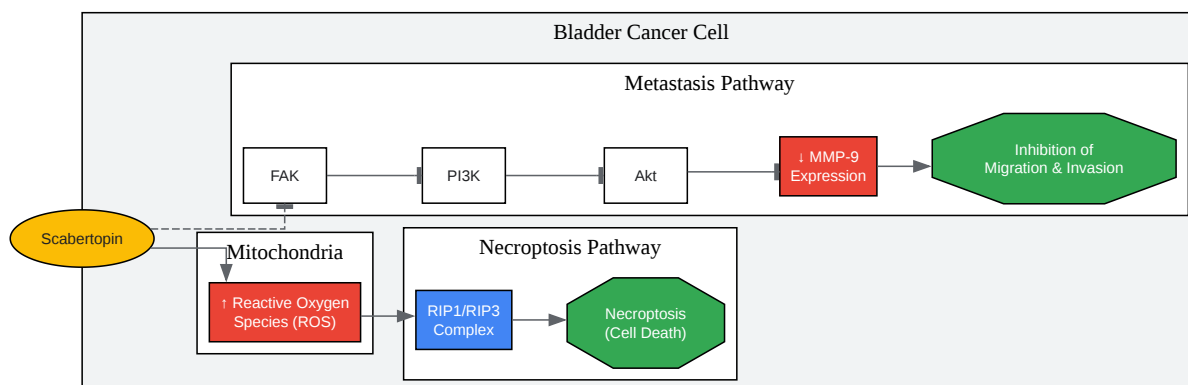 Bladder Cancer Cell
Metastasis Pathway
FAK
PI3K
Akt
↓ MMP-9
Expression
Inhibition of
Migration & Invasion
Scabertopin
Mitochondria
↑ Reactive Oxygen
Species (ROS)
Necroptosis Pathway
RIP1/RIP3
Complex
Necroptosis
(Cell Death)